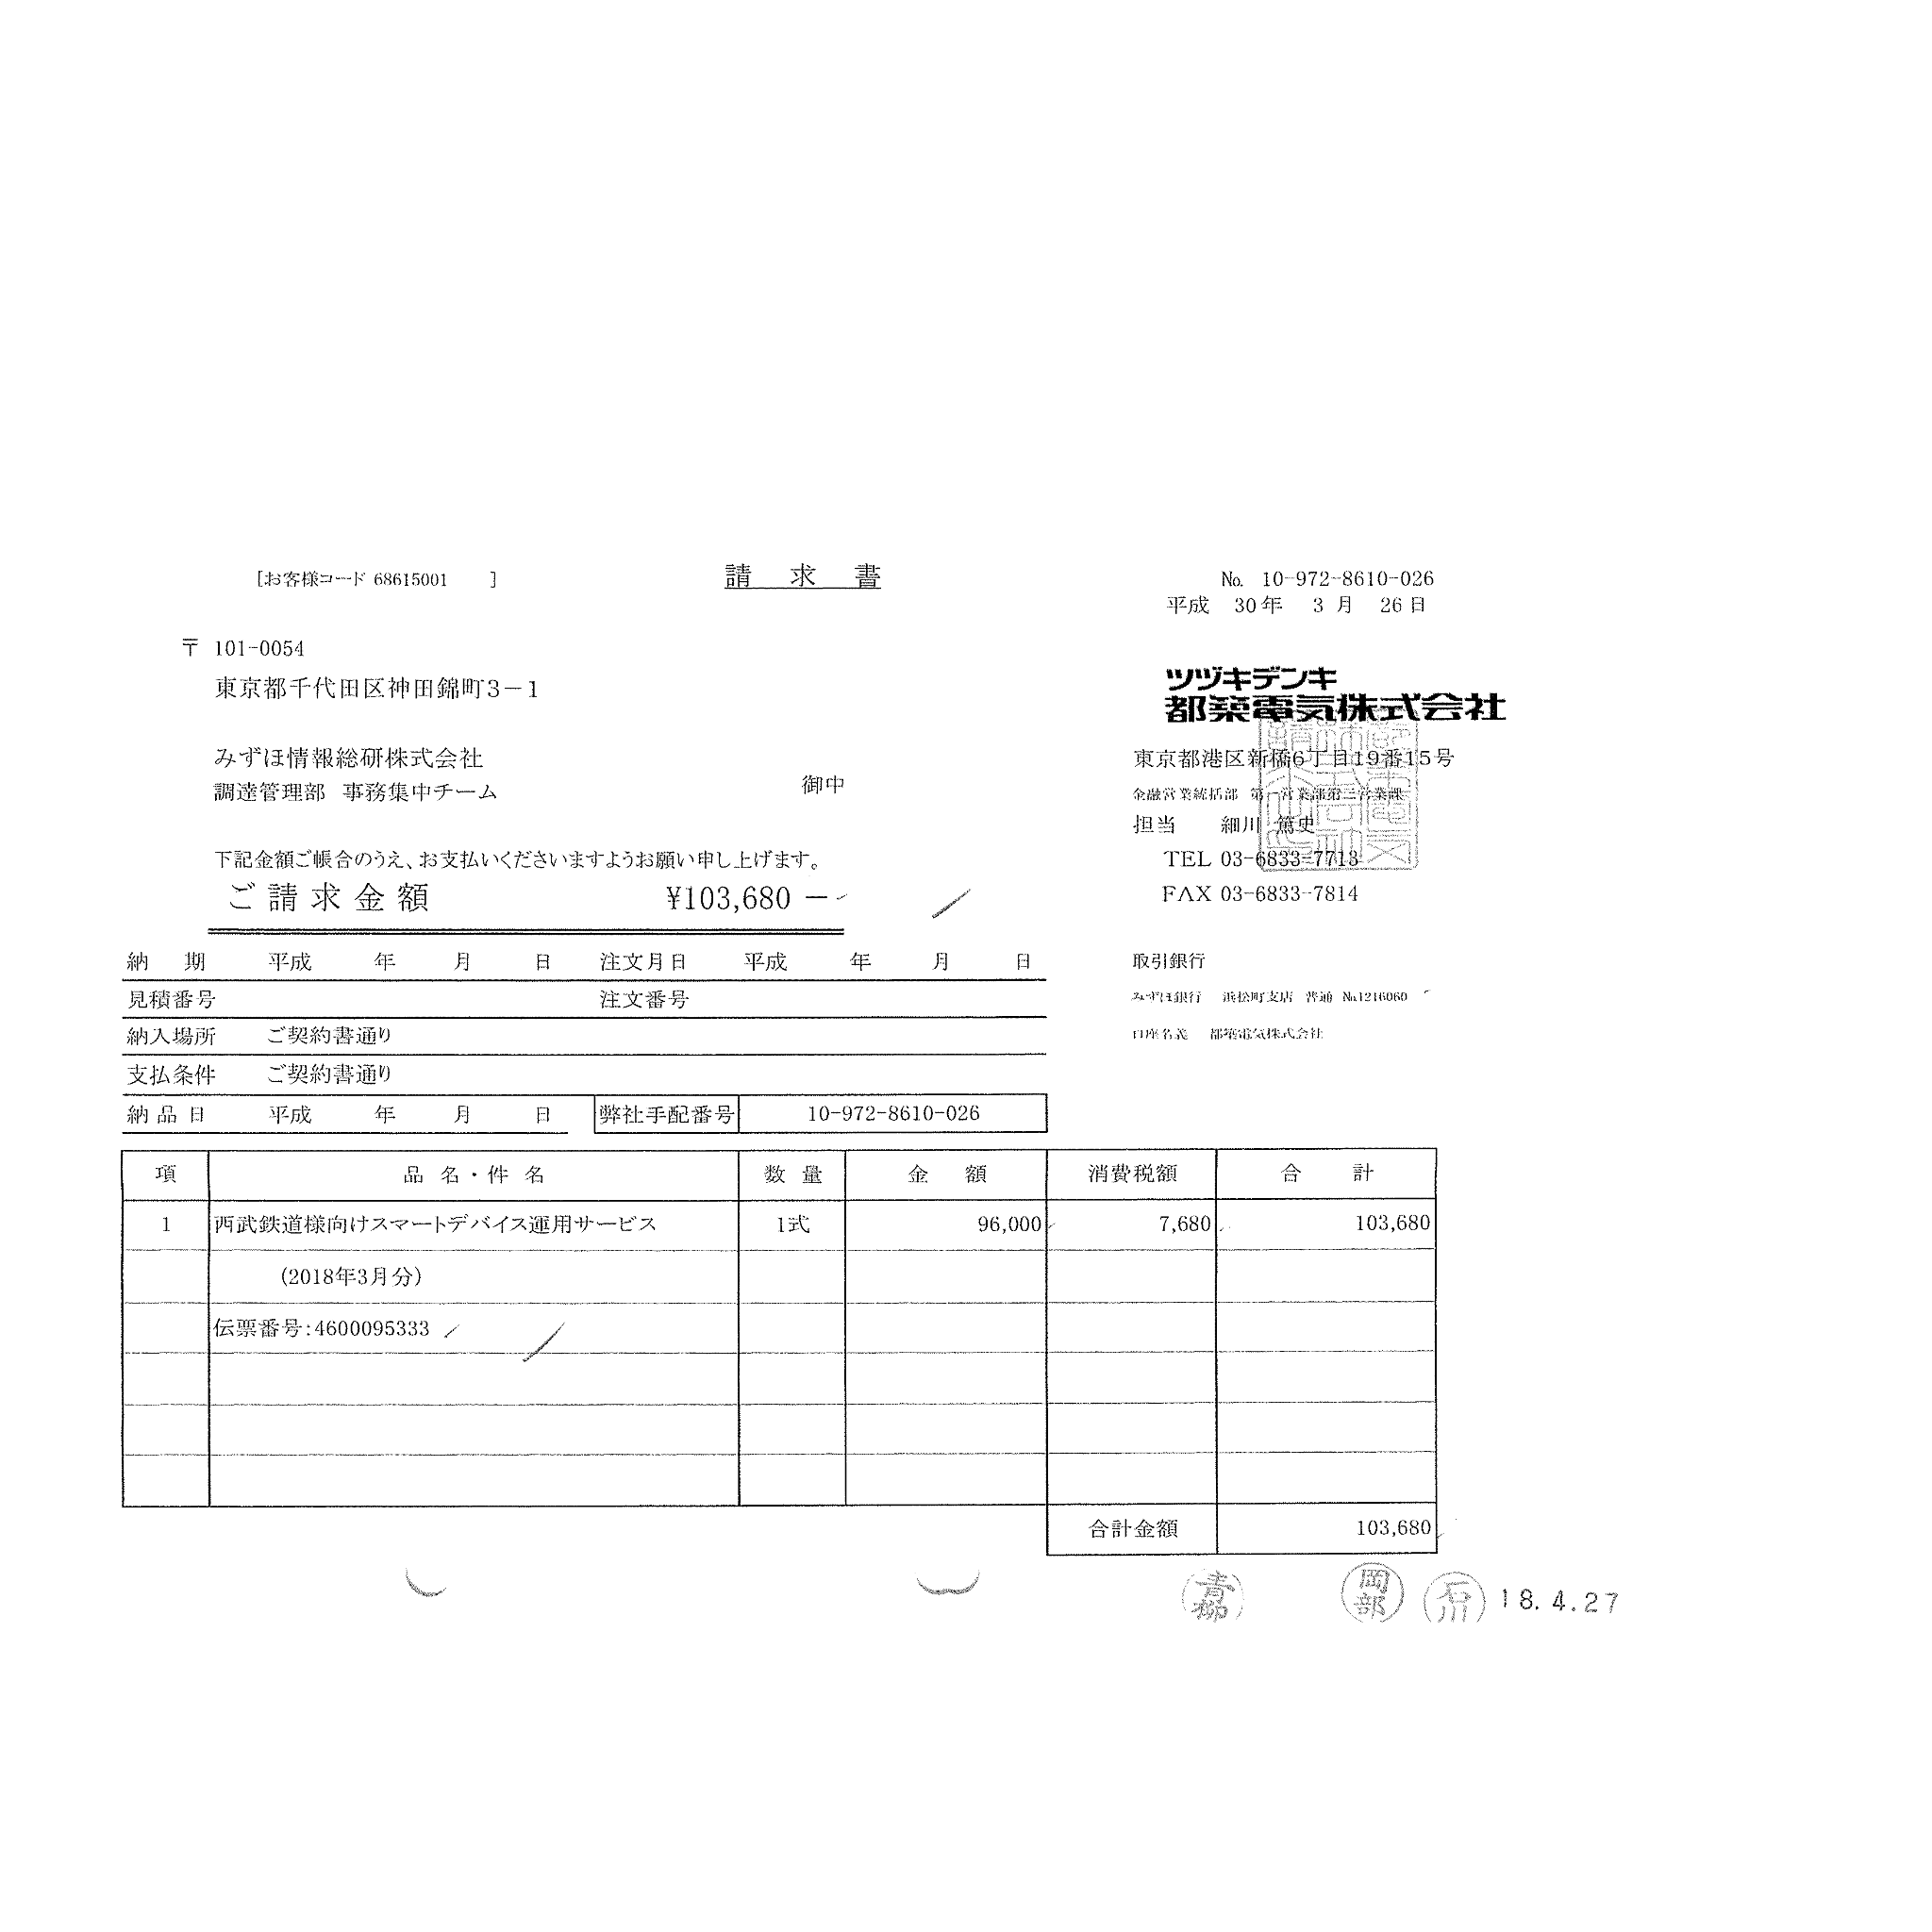 [お客様コード 68615001 ]
請求書
No. 10-972-8610-026
平成 30年 3月 26日
〒 101-0054
東京都千代田区神田錦町3-1
みずほ情報総研株式会社
調達管理部 事務集中チーム 御中
ツヅキデンキ
都築電気株式会社
東京都港区新橋6丁目19番15号
金融営業統括部 第一営業部第三営業課
担当 細川 篤史
TEL 03-6833-7713
FAX 03-6833-7814
下記金額ご帳合のうえ、お支払いくださいますようお願い申し上げます。
ご請求金額 ¥103,680-
納期 平成 年 月 日 注文月日 平成 年 月 日
見積番号 注文番号
納入場所 ご契約書通り
支払条件 ご契約書通り
納品日 平成 年 月 日 弊社手配番号 10-972-8610-026
取引銀行
みずほ銀行 浜松町支店 普通 No.1216060
口座名義 都築電気株式会社
項 品名・件名 数量 金額 消費税額 合計
1 西武鉄道様向けスマートデバイス運用サービス 1式 96,000 7,680 103,680
(2018年3月分)
伝票番号:4600095333
合計金額 103,680
青柳 岡部 石川 18.4.27